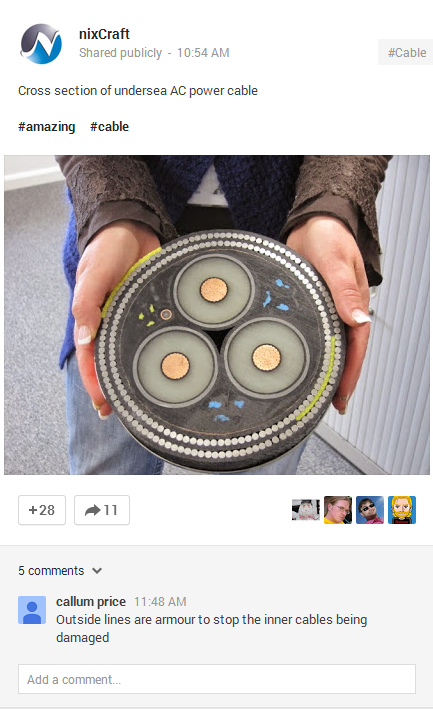 nixCraft
Shared publicly - 10:54 AM
#Cable
Cross section of undersea AC power cable
#amazing #cable
+28
11
5 comments
callum price 11:48 AM
Outside lines are armour to stop the inner cables being
damaged
Add a comment...